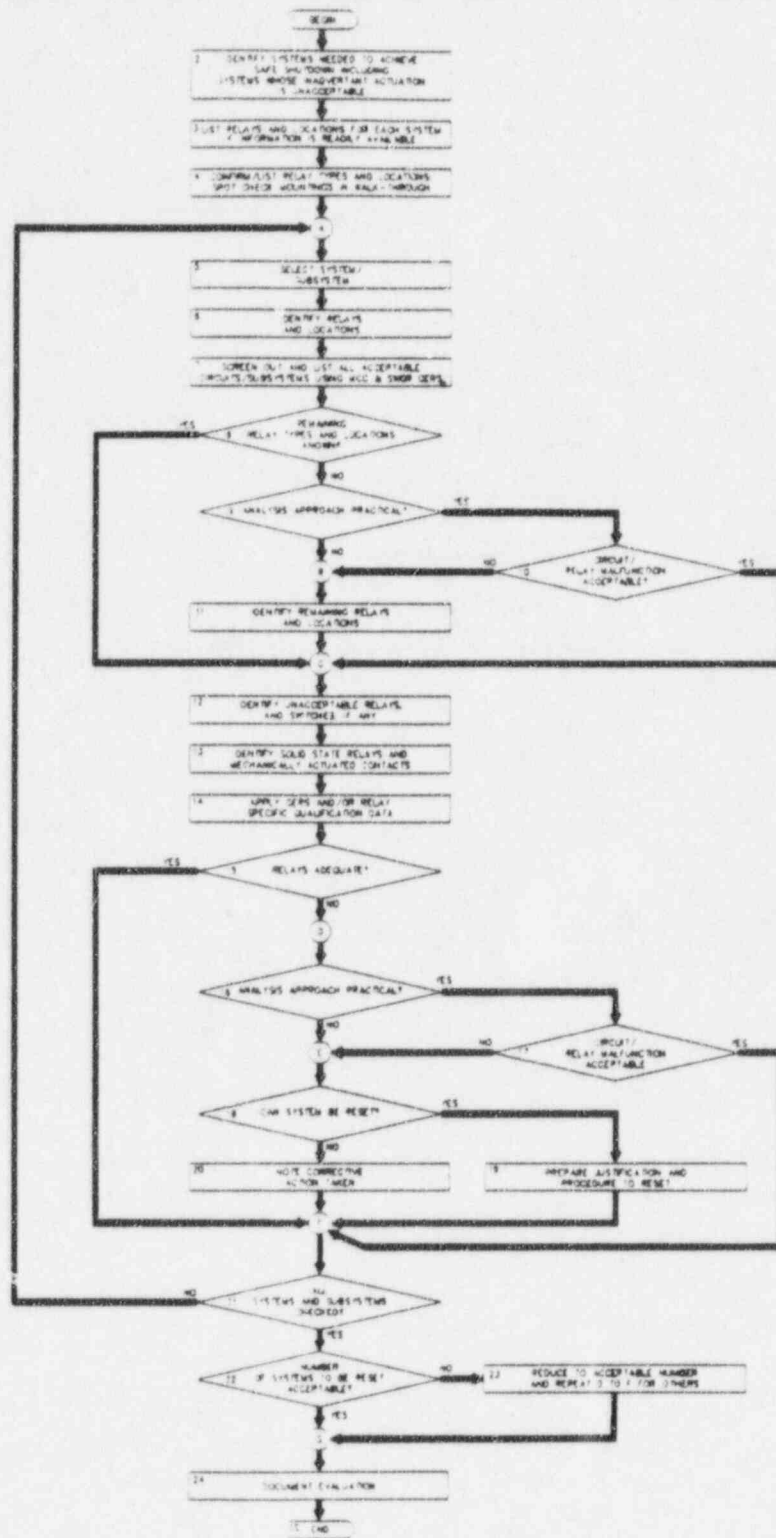 BEGIN
2 IDENTIFY SYSTEMS NEEDED TO ACHIEVE
SAFE SHUTDOWN INCLUDING
SYSTEMS WHOSE INADVERTANT ACTUATION
IS UNACCEPTABLE
3 LIST RELAYS AND LOCATIONS FOR EACH SYSTEM
IF INFORMATION IS READILY AVAILABLE
4 CONFIRM/LIST RELAY TYPES AND LOCATIONS
SPOT CHECK MOUNTINGS IN WALK-THROUGH
A
5 SELECT SYSTEM/
SUBSYSTEM
6 IDENTIFY RELAYS
AND LOCATIONS
SCREEN OUT AND LIST ALL ACCEPTABLE
CIRCUITS/SUBSYSTEMS USING MCC & SWGR GERS
YES
REMAINING
8 RELAY TYPES AND LOCATIONS
KNOWN?
NO
ANALYSIS APPROACH PRACTICAL?
YES
NO
CIRCUIT/
RELAY MALFUNCTION
ACCEPTABLE?
NO
YES
B
11 IDENTIFY REMAINING RELAYS
AND LOCATIONS
C
12 IDENTIFY UNACCEPTABLE RELAYS
AND SWITCHES IF ANY
13 IDENTIFY SOLID STATE RELAYS AND
MECHANICALLY ACTUATED CONTACTS
14 APPLY GERS AND/OR RELAY
SPECIFIC QUALIFICATION DATA
YES
RELAYS ADEQUATE?
NO
D
ANALYSIS APPROACH PRACTICAL?
YES
NO
CIRCUIT/
17 RELAY MALFUNCTION
ACCEPTABLE
NO
YES
E
CAN SYSTEM BE RESET?
YES
NO
20 NOTE CORRECTIVE
ACTION TAKEN
19 PREPARE JUSTIFICATION AND
PROCEDURE TO RESET
F
NO
ALL
21 SYSTEMS AND SUBSYSTEMS
CHECKED?
YES
NUMBER
22 OF SYSTEMS TO BE RESET
ACCEPTABLE?
NO
23 REDUCE TO ACCEPTABLE NUMBER
AND REPEAT D TO F FOR OTHERS
YES
G
24 DOCUMENT EVALUATION
END